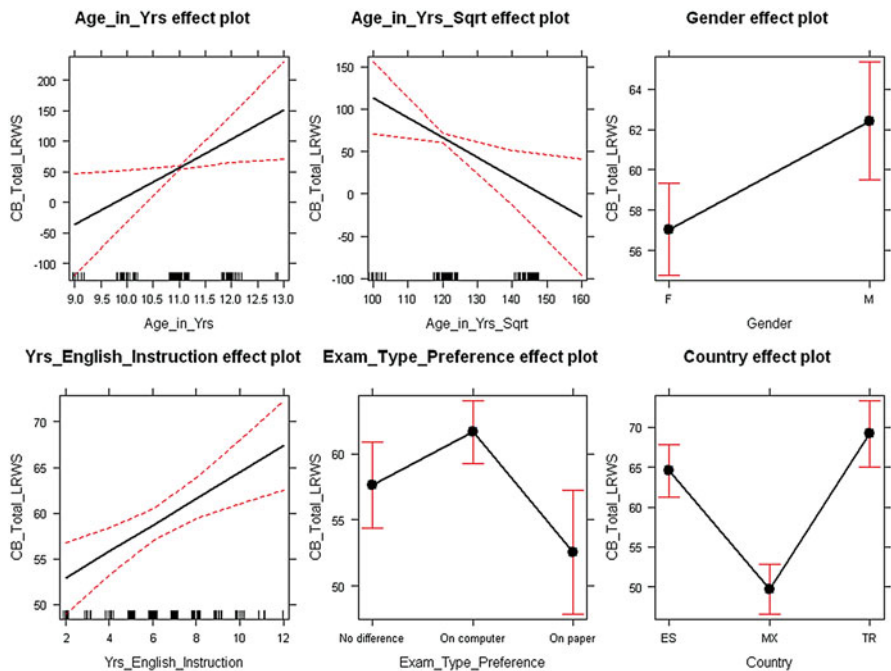 Age_in_Yrs effect plot
CB_Total_LRWS
200
150
100
50
0
-50
-100
9.0 9.5 10.0 10.5 11.0 11.5 12.0 12.5 13.0
Age_in_Yrs
Age_in_Yrs_Sqrt effect plot
CB_Total_LRWS
150
100
50
0
-50
-100
100 110 120 130 140 150 160
Age_in_Yrs_Sqrt
Gender effect plot
CB_Total_LRWS
64
62
60
58
56
F M
Gender
Yrs_English_Instruction effect plot
CB_Total_LRWS
70
65
60
55
50
2 4 6 8 10 12
Yrs_English_Instruction
Exam_Type_Preference effect plot
CB_Total_LRWS
60
55
50
No difference On computer On paper
Exam_Type_Preference
Country effect plot
CB_Total_LRWS
70
65
60
55
50
ES MX TR
Country